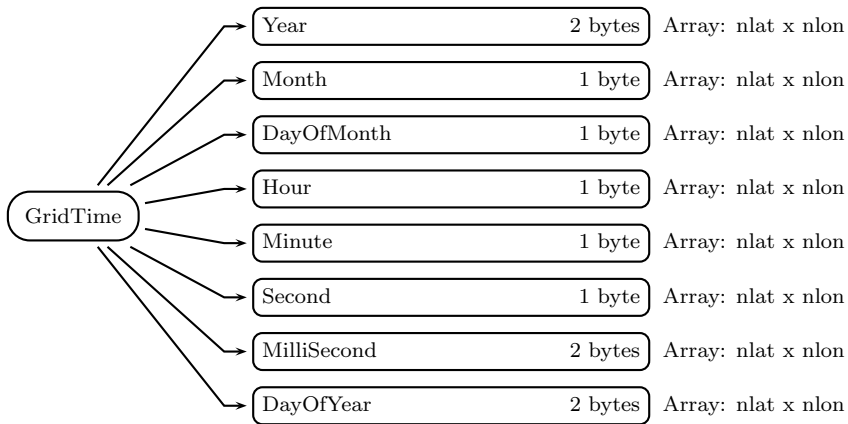 Year 2 bytes Array: nlat x nlon
Month 1 byte Array: nlat x nlon
DayOfMonth 1 byte Array: nlat x nlon
Hour 1 byte Array: nlat x nlon
GridTime
Minute 1 byte Array: nlat x nlon
Second 1 byte Array: nlat x nlon
MilliSecond 2 bytes Array: nlat x nlon
DayOfYear 2 bytes Array: nlat x nlon